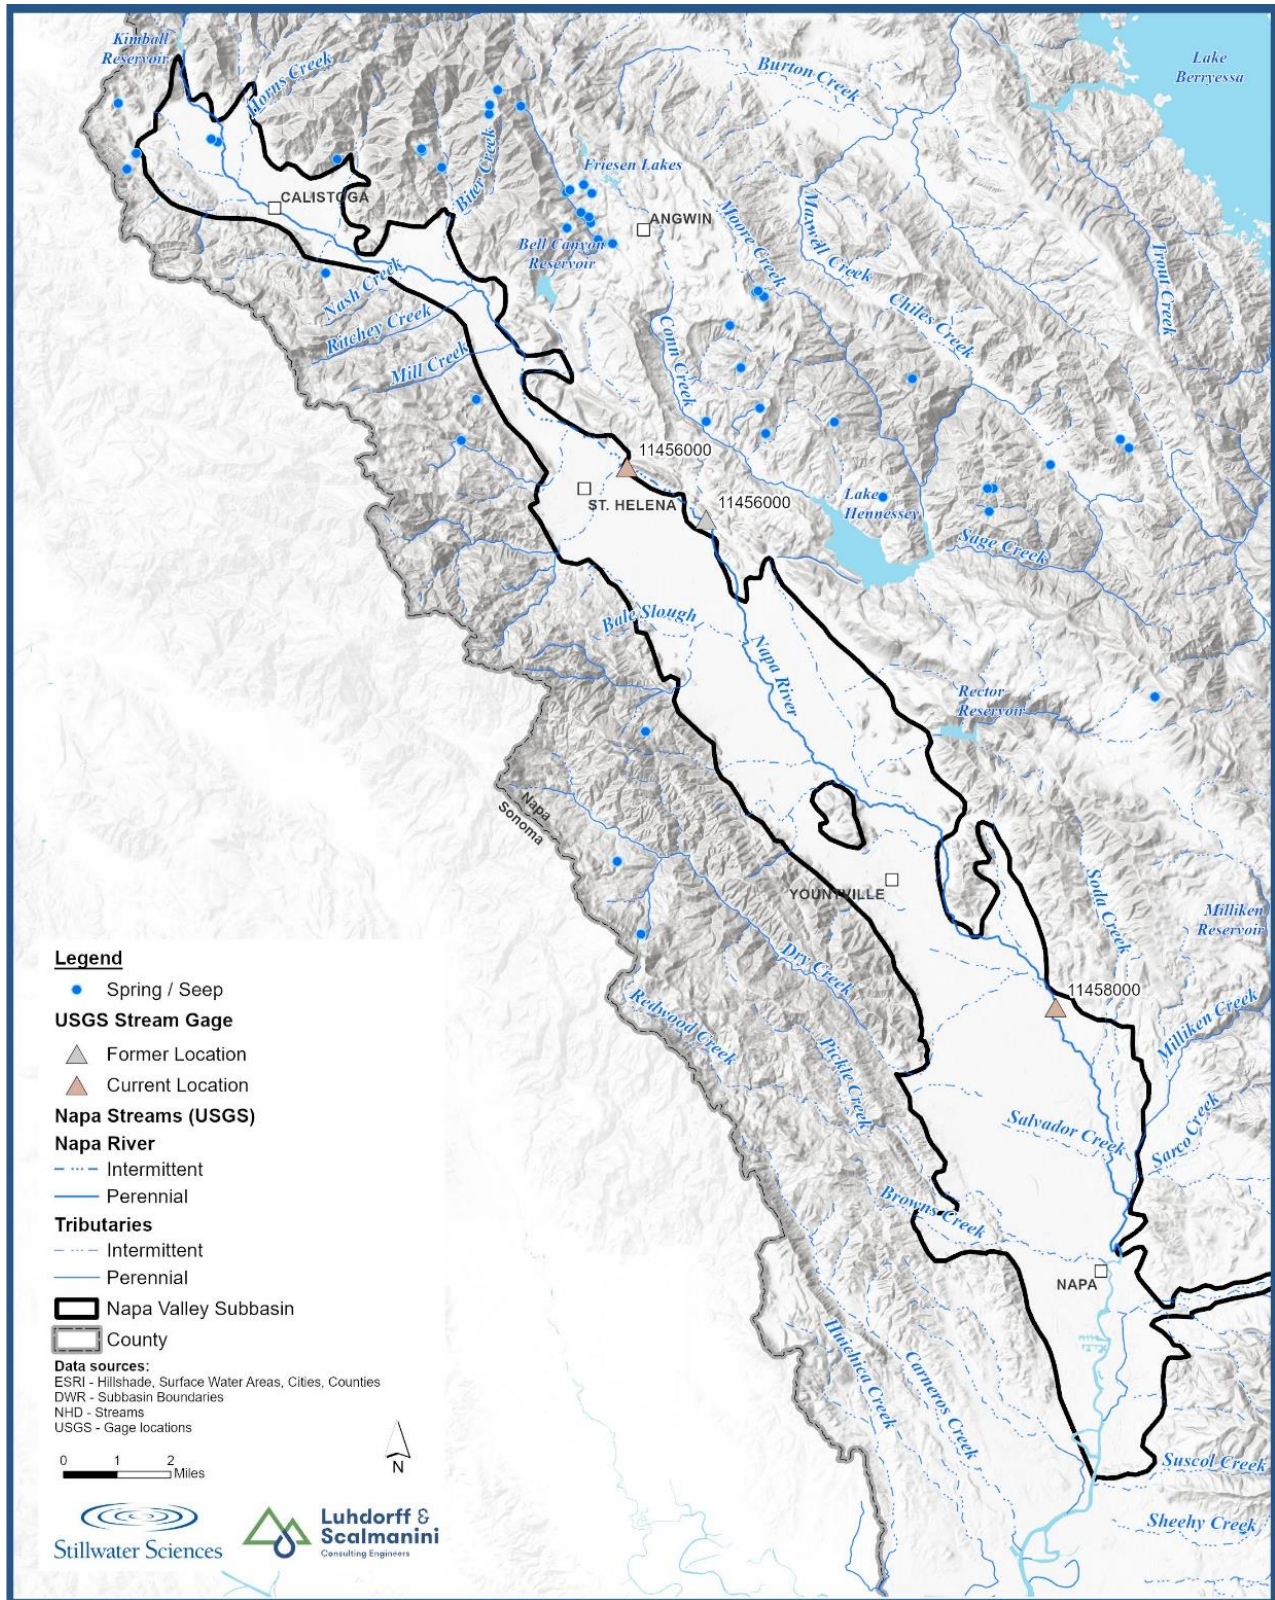 Kimball
Reservoir
Horns Creek
Burton Creek
Lake
Berryessa
Biter Creek
Friesen Lakes
CALISTOGA
ANGWIN
Moore Creek
Maxwell Creek
Trout Creek
Bell Canyon
Reservoir
Nash Creek
Ritchey Creek
Mill Creek
Conn Creek
Chiles Creek
11456000
ST. HELENA
11456000
Lake
Hennessey
Sage Creek
Bale Slough
Napa River
Rector
Reservoir
Napa
Sonoma
YOUNTVILLE
Soda Creek
Milliken
Reservoir
Dry Creek
11458000
Redwood Creek
Milliken Creek
Pickle Creek
Salvador Creek
Sarco Creek
Browns Creek
NAPA
Huichica Creek
Carneros Creek
Suscol Creek
Sheehy Creek
Legend
Spring / Seep
USGS Stream Gage
Former Location
Current Location
Napa Streams (USGS)
Napa River
Intermittent
Perennial
Tributaries
Intermittent
Perennial
Napa Valley Subbasin
County
Data sources:
ESRI - Hillshade, Surface Water Areas, Cities, Counties
DWR - Subbasin Boundaries
NHD - Streams
USGS - Gage locations
0 1 2
Miles
N
Stillwater Sciences
Luhdorff &
Scalmanini
Consulting Engineers